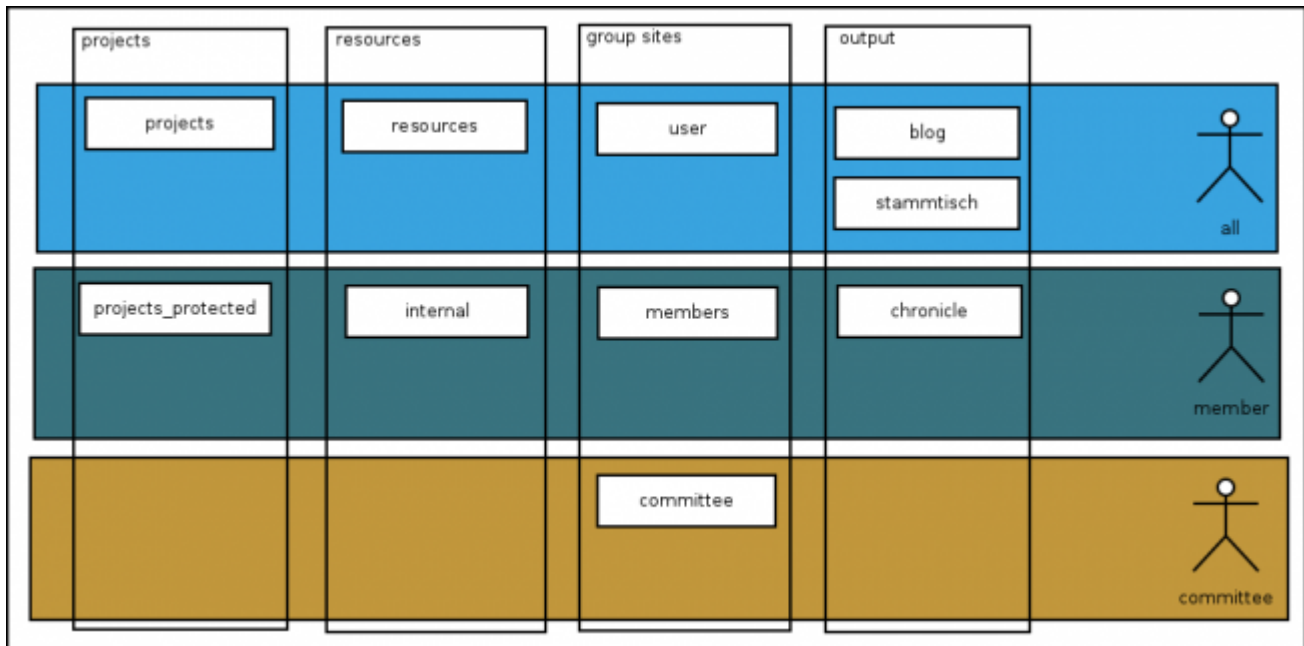 projects
resources
group sites
output
projects
resources
user
blog
stammtisch
all
projects_protected
internal
members
chronicle
member
committee
committee